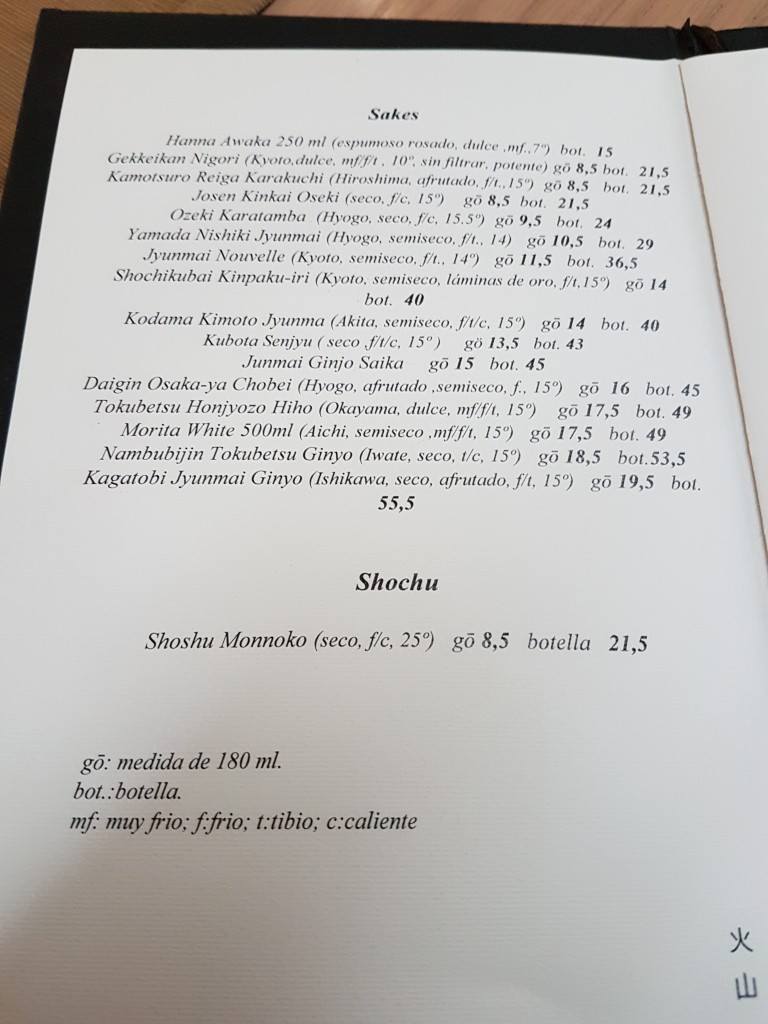 Sakes
Hanna Awaka 250 ml (espumoso rosado, dulce ,mf.,7º) bot. 15
Gekkeikan Nigori (Kyoto,dulce, mf/f/t , 10º, sin filtrar, potente) gō 8,5 bot. 21,5
Kamotsuro Reiga Karakuchi (Hiroshima, afrutado, f/t.,15º) gō 8,5 bot. 21,5
Josen Kinkai Oseki (seco, f/c, 15º) gō 8,5 bot. 21,5
Ozeki Karatamba (Hyogo, seco, f/c, 15.5º) gō 9,5 bot. 24
Yamada Nishiki Jyunmai (Hyogo, semiseco, f/t., 14) gō 10,5 bot. 29
Jyunmai Nouvelle (Kyoto, semiseco, f/t., 14º) gō 11,5 bot. 36,5
Shochikubai Kinpaku-iri (Kyoto, semiseco, láminas de oro, f/t,15º) gō 14
bot. 40
Kodama Kimoto Jyunma (Akita, semiseco, f/t/c, 15º) gō 14 bot. 40
Kubota Senjyu ( seco ,f/t/c, 15º ) gö 13,5 bot. 43
Junmai Ginjo Saika gō 15 bot. 45
Daigin Osaka-ya Chobei (Hyogo, afrutado ,semiseco, f., 15º) gō 16 bot. 45
Tokubetsu Honjyozo Hiho (Okayama, dulce, mf/f/t, 15º) gō 17,5 bot. 49
Morita White 500ml (Aichi, semiseco ,mf/f/t, 15º) gō 17,5 bot. 49
Nambubijin Tokubetsu Ginyo (Iwate, seco, t/c, 15º) gō 18,5 bot.53,5
Kagatobi Jyunmai Ginyo (Ishikawa, seco, afrutado, f/t, 15º) gō 19,5 bot.
55,5
Shochu
Shoshu Monnoko (seco, f/c, 25º) gō 8,5 botella 21,5
gō: medida de 180 ml.
bot.:botella.
mf: muy frio; f:frio; t:tibio; c:caliente
火
山